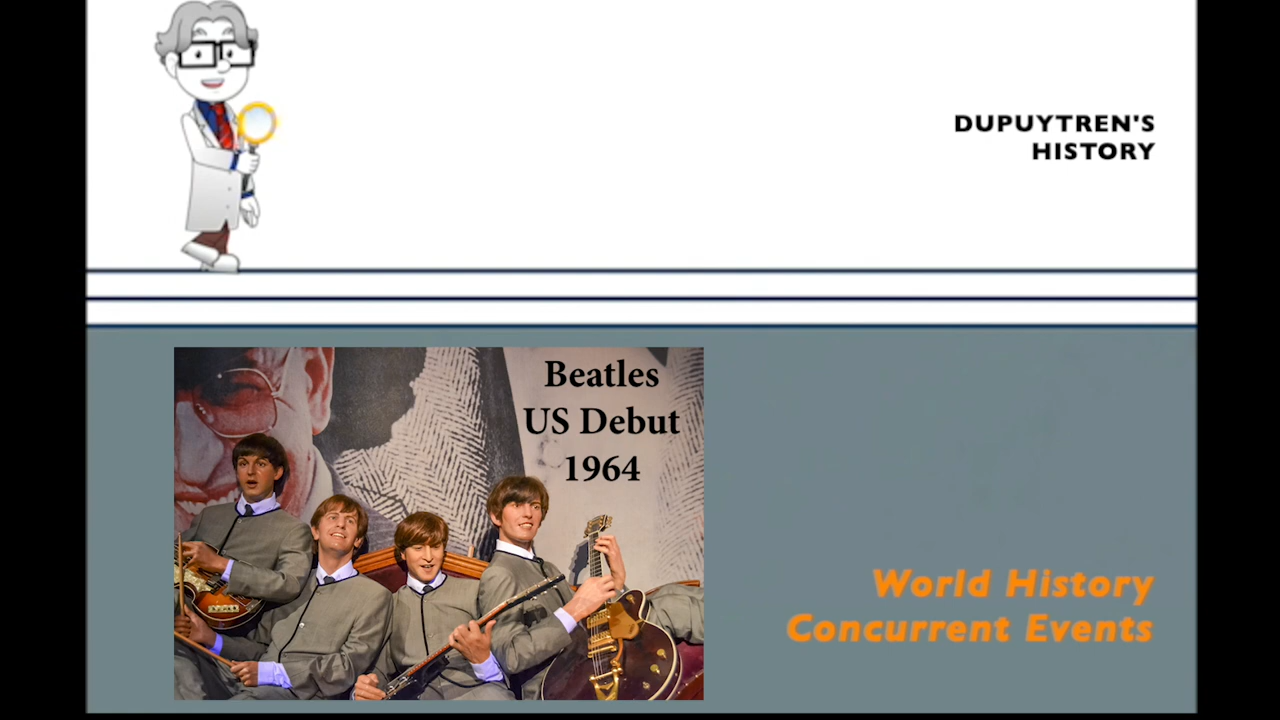 DUPUYTREN'S
HISTORY
Beatles
US Debut
1964
World History
Concurrent Events